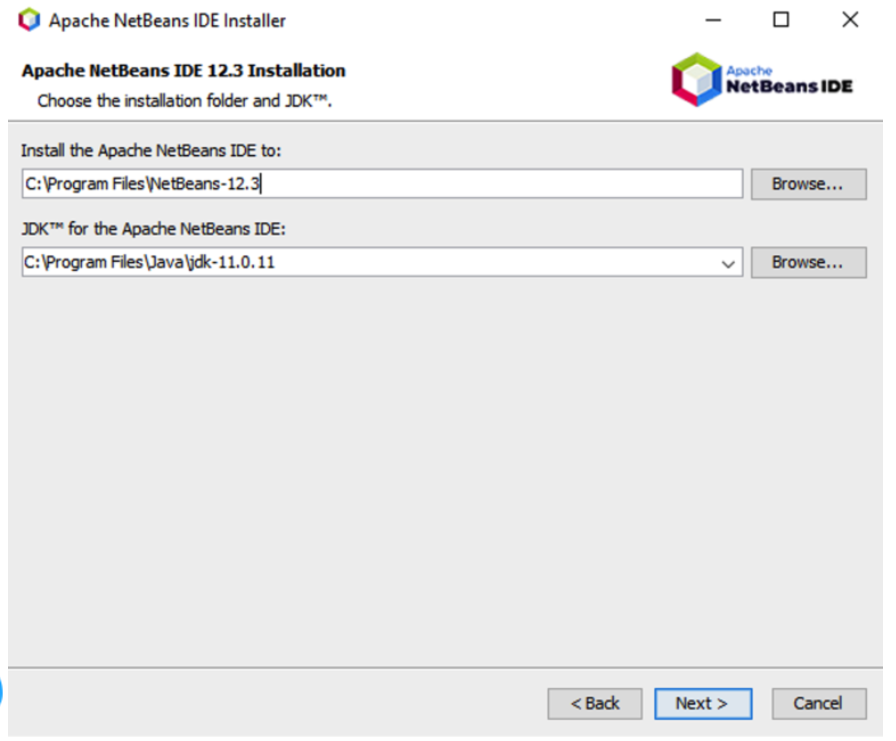 Apache NetBeans IDE Installer
Apache NetBeans IDE 12.3 Installation
Choose the installation folder and JDK™.
Apache
NetBeans IDE
Install the Apache NetBeans IDE to:
C:\Program Files\NetBeans-12.3
Browse...
JDK™ for the Apache NetBeans IDE:
C:\Program Files\Java\jdk-11.0.11
Browse...
< Back
Next >
Cancel